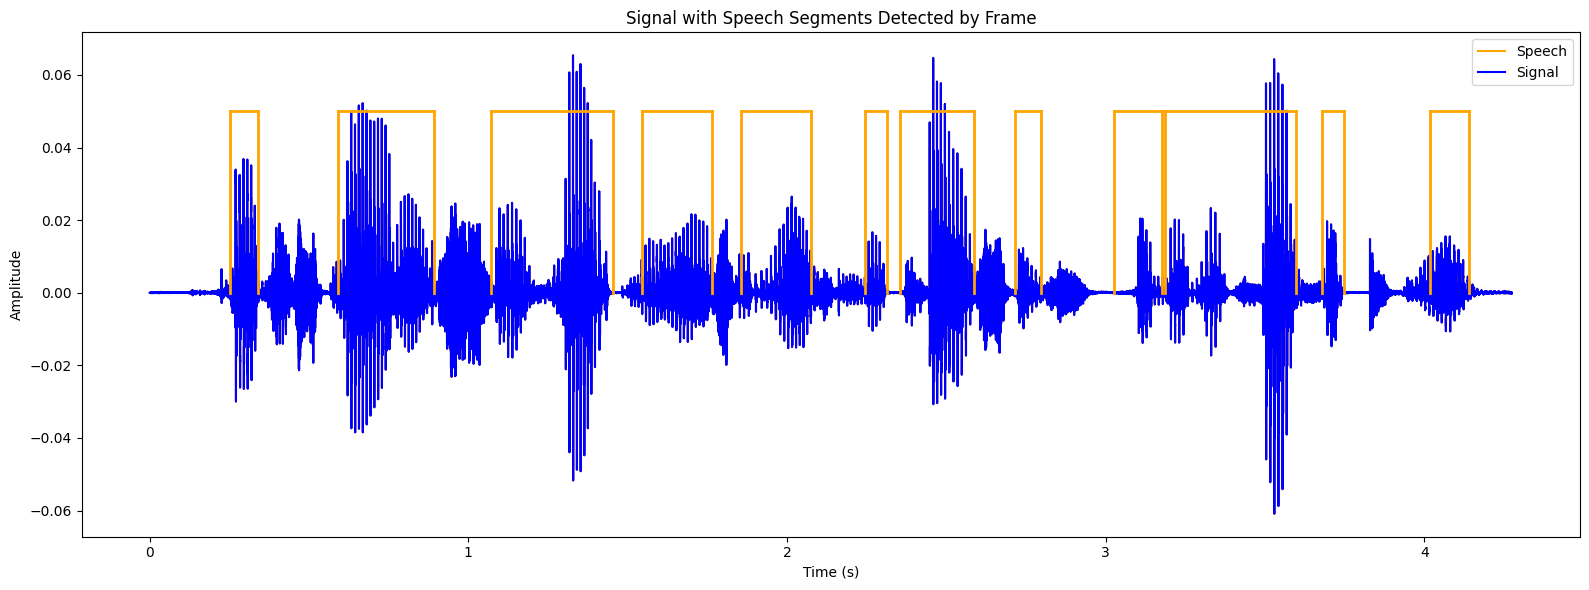 Signal with Speech Segments Detected by Frame
Speech
Signal
Amplitude
0.06
0.04
0.02
0.00
−0.02
−0.04
−0.06
0 1 2 3 4
Time (s)